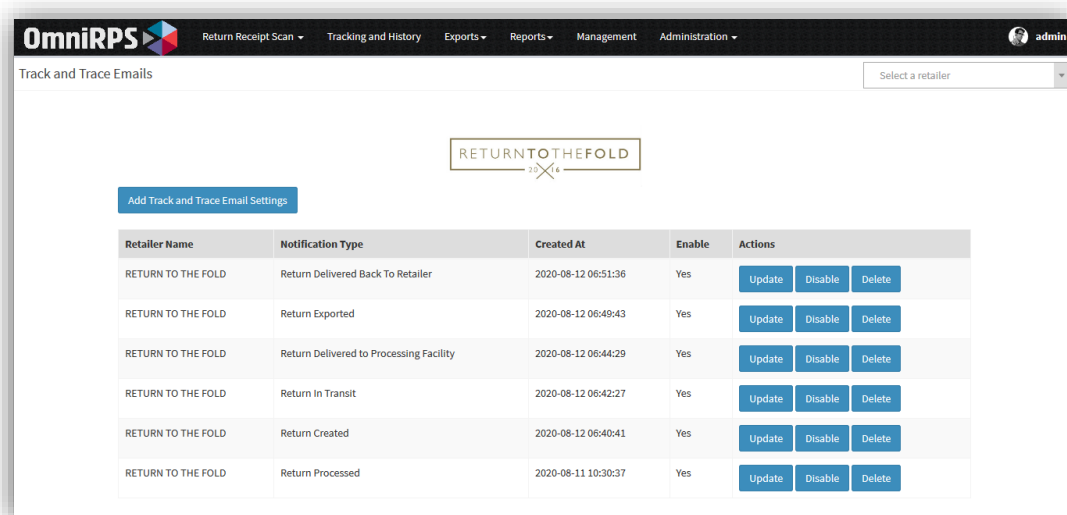 OmniRPS Return Receipt Scan Tracking and History Exports Reports Management Administration admin
Track and Trace Emails Select a retailer
RETURNTOTHEFOLD
20 16
Add Track and Trace Email Settings
Retailer Name Notification Type Created At Enable Actions
RETURN TO THE FOLD Return Delivered Back To Retailer 2020-08-12 06:51:36 Yes Update Disable Delete
RETURN TO THE FOLD Return Exported 2020-08-12 06:49:43 Yes Update Disable Delete
RETURN TO THE FOLD Return Delivered to Processing Facility 2020-08-12 06:44:29 Yes Update Disable Delete
RETURN TO THE FOLD Return In Transit 2020-08-12 06:42:27 Yes Update Disable Delete
RETURN TO THE FOLD Return Created 2020-08-12 06:40:41 Yes Update Disable Delete
RETURN TO THE FOLD Return Processed 2020-08-11 10:30:37 Yes Update Disable Delete